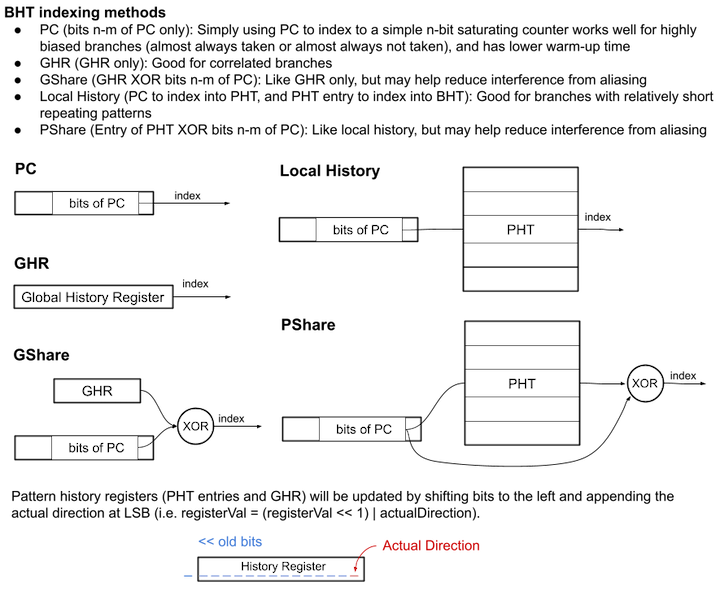 BHT indexing methods
● PC (bits n-m of PC only): Simply using PC to index to a simple n-bit saturating counter works well for highly
biased branches (almost always taken or almost always not taken), and has lower warm-up time
● GHR (GHR only): Good for correlated branches
● GShare (GHR XOR bits n-m of PC): Like GHR only, but may help reduce interference from aliasing
● Local History (PC to index into PHT, and PHT entry to index into BHT): Good for branches with relatively short
repeating patterns
● PShare (Entry of PHT XOR bits n-m of PC): Like local history, but may help reduce interference from aliasing
PC
bits of PC
index
Local History
bits of PC
PHT
index
GHR
Global History Register
index
PShare
bits of PC
PHT
XOR
index
GShare
GHR
bits of PC
XOR
index
Pattern history registers (PHT entries and GHR) will be updated by shifting bits to the left and appending the
actual direction at LSB (i.e. registerVal = (registerVal << 1) | actualDirection).
<< old bits
Actual Direction
History Register